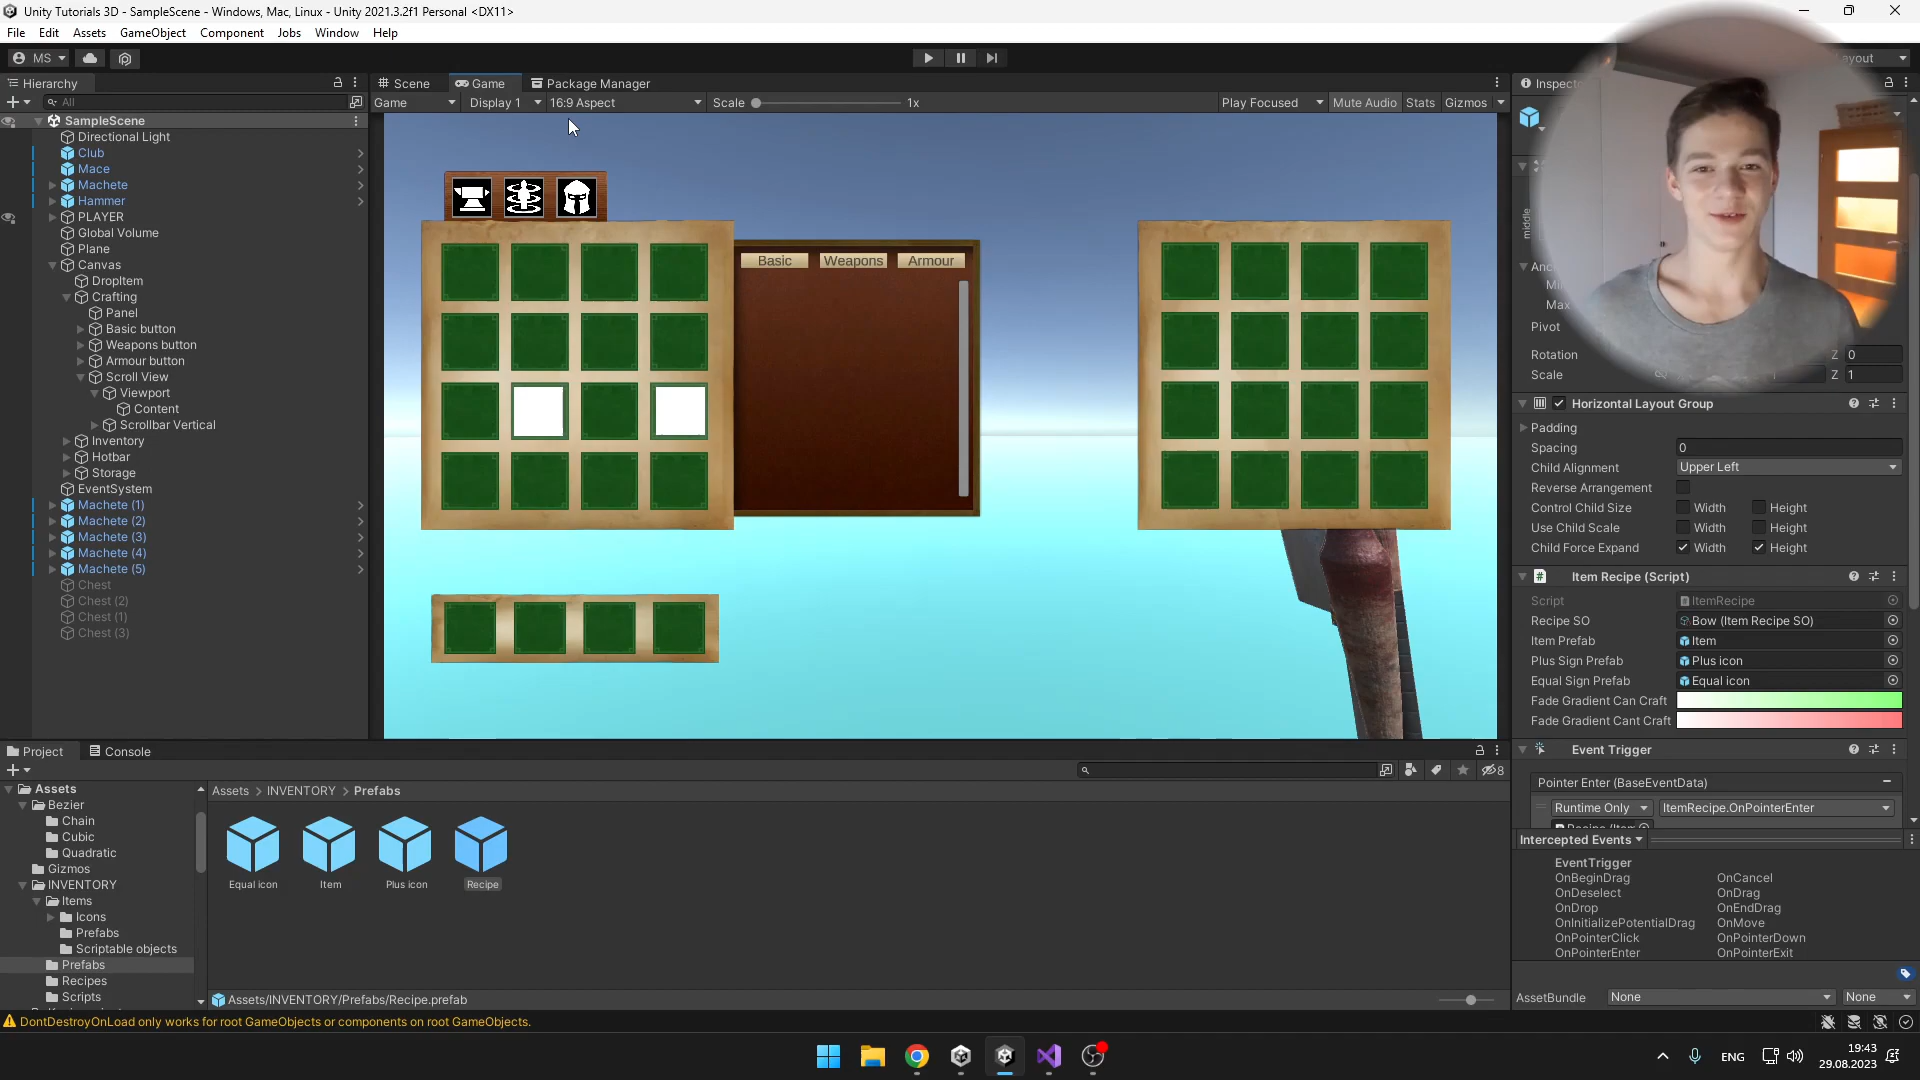 Unity Tutorials 3D - SampleScene - Windows, Mac, Linux - Unity 2021.3.2f1 Personal <DX11>
File Edit Assets GameObject Component Jobs Window Help
MS
Hierarchy
All
SampleScene
Directional Light
Club
Mace
Machete
Hammer
PLAYER
Global Volume
Plane
Canvas
DropItem
Crafting
Panel
Basic button
Weapons button
Armour button
Scroll View
Viewport
Content
Scrollbar Vertical
Inventory
Hotbar
Storage
EventSystem
Machete (1)
Machete (2)
Machete (3)
Machete (4)
Machete (5)
Chest
Chest (2)
Chest (1)
Chest (3)
Scene Game Package Manager
Game Display 1 16:9 Aspect Scale 1x Play Focused Mute Audio Stats Gizmos
Basic Weapons Armour
middle
Pivot
Rotation Z 0
Scale Z 1
Horizontal Layout Group
Padding
Spacing 0
Child Alignment Upper Left
Reverse Arrangement
Control Child Size Width Height
Use Child Scale Width Height
Child Force Expand Width Height
# Item Recipe (Script)
Script ItemRecipe
Recipe SO Bow (Item Recipe SO)
Item Prefab Item
Plus Sign Prefab Plus icon
Equal Sign Prefab Equal icon
Fade Gradient Can Craft
Fade Gradient Cant Craft
Event Trigger
Pointer Enter (BaseEventData)
Runtime Only ItemRecipe.OnPointerEnter
Intercepted Events
EventTrigger
OnBeginDrag OnCancel
OnDeselect OnDrag
OnDrop OnEndDrag
OnInitializePotentialDrag OnMove
OnPointerClick OnPointerDown
OnPointerEnter OnPointerExit
AssetBundle None None
Project Console
8
Assets
Bezier
Chain
Cubic
Quadratic
Gizmos
INVENTORY
Items
Icons
Prefabs
Scriptable objects
Prefabs
Recipes
Scripts
Assets > INVENTORY > Prefabs
Equal icon Item Plus icon Recipe
Assets/INVENTORY/Prefabs/Recipe.prefab
DontDestroyOnLoad only works for root GameObjects or components on root GameObjects.
ENG
19:43
29.08.2023